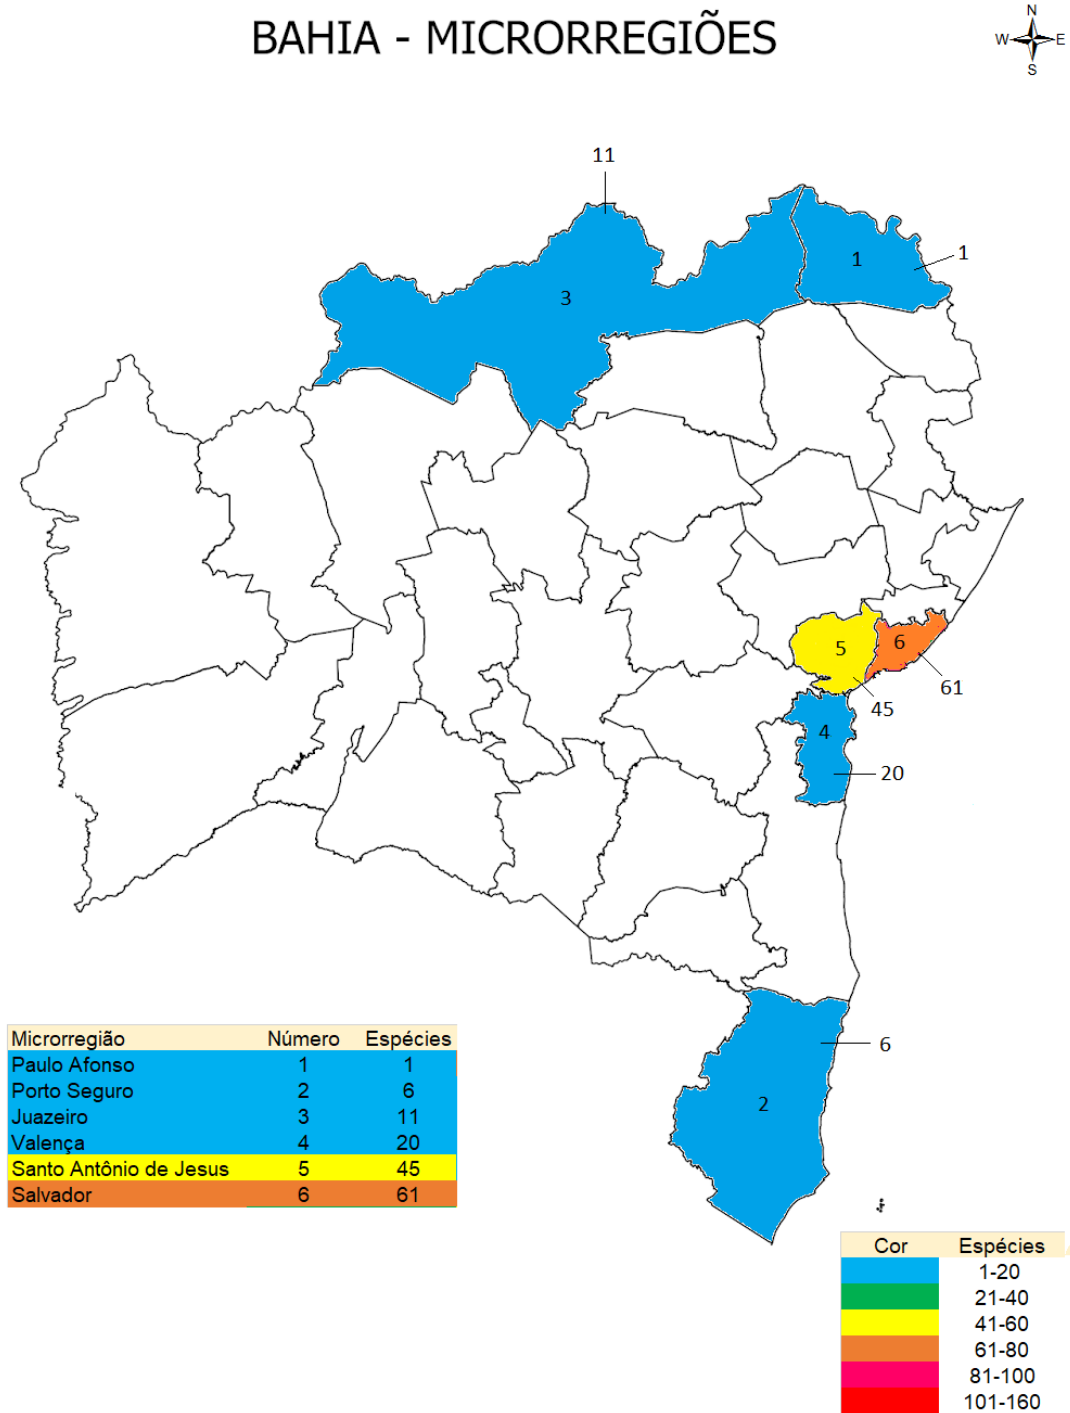 BAHIA - MICRORREGIÕES
N
W E
S
11
1
1
3
5
6
61
45
4
20
6
2
Microrregião Número Espécies
Paulo Afonso 1 1
Porto Seguro 2 6
Juazeiro 3 11
Valença 4 20
Santo Antônio de Jesus 5 45
Salvador 6 61
Cor Espécies
1-20
21-40
41-60
61-80
81-100
101-160